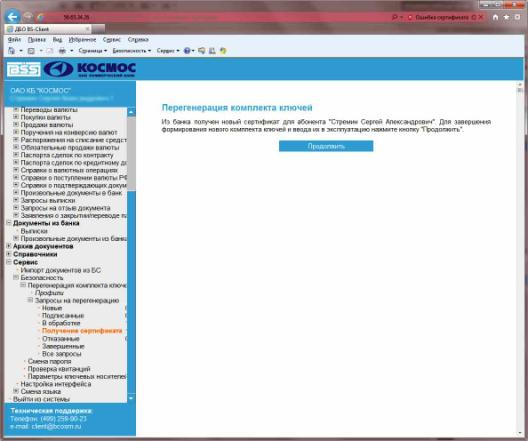 56.63.34.26
Ошибка сертификата
ДБО BS-Client
Файл Правка Вид Избранное Сервис Справка
Страница Безопасность Сервис
BSS КОСМОС
ОАО КБ "КОСМОС"
Перегенерация комплекта ключей
Из банка получен новый сертификат для абонента "Стремин Сергей Александрович". Для завершения
формирования нового комплекта ключей и ввода их в эксплуатацию нажмите кнопку "Продолжить".
Продолжить
Переводы валюты
Покупки валюты
Продажи валюты
Поручения на конверсию валют
Распоряжения на списание средст
Обязательные продажи валюты
Паспорта сделок по контракту
Паспорта сделок по кредитному до
Справки о валютных операциях
Справки о поступлении валюты РФ
Справки о подтверждающих докум
Произвольные документы в банк
Запросы выписки
Запросы на отзыв документа
Заявления о закрытии/переводе па
Документы из банка
Выписки
Произвольные документы из банка
Архив документов
Справочники
Сервис
Импорт документов из БС
Безопасность
Перегенерация комплекта ключе
Профили
Запросы на перегенерацию
Новые
Подписанные
В обработке
Получение сертификата
Отказанные
Завершенные
Все запросы
Смена пароля
Проверка квитанций
Параметры ключевых носителей
Настройка интерфейса
Смена языка
Выйти из системы
Техническая поддержка:
Телефон: (499) 259-90-23
e-mail: client@bcosm.ru